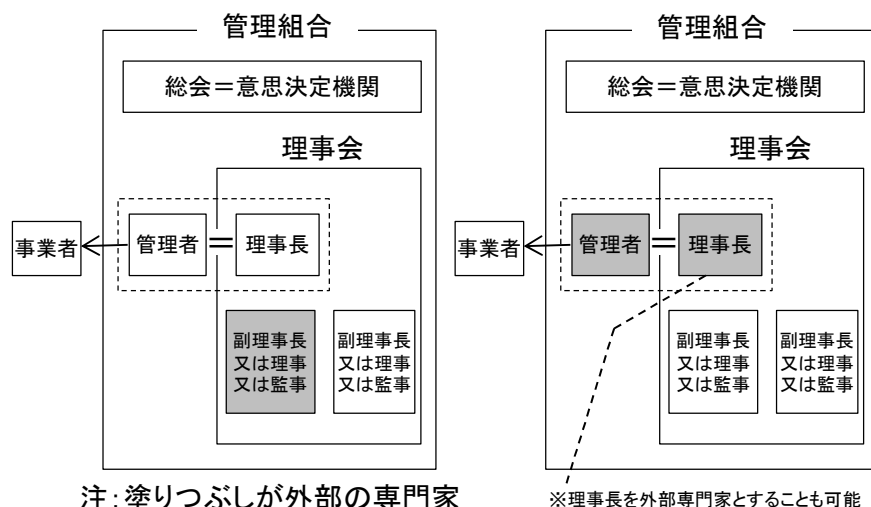 管理組合
総会＝意思決定機関
理事会
事業者
管理者
＝
理事長
副理事長
又は理事
又は監事
副理事長
又は理事
又は監事
注：塗りつぶしが外部の専門家
管理組合
総会＝意思決定機関
理事会
事業者
管理者
＝
理事長
副理事長
又は理事
又は監事
副理事長
又は理事
又は監事
※理事長を外部専門家とすることも可能